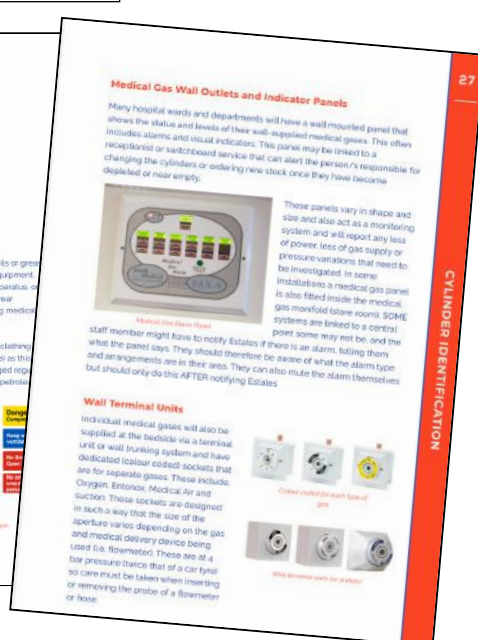 27
CYLINDER IDENTIFICATION
Medical Gas Wall Outlets and Indicator Panels
Many hospital wards and departments will have a wall mounted panel that
shows the status and levels of their wall-supplied medical gases. This often
includes alarms and visual indicators. This panel may be linked to a
receptionist or switchboard service that can alert the person/s responsible for
changing the cylinders or ordering new stock once they have become
depleted or near empty.
These panels vary in shape and
size and also act as a monitoring
system and will report any loss
of power, loss of gas supply or
pressure variations that need to
be investigated. In some
installations a medical gas panel
is also fitted inside the medical
gas manifold (store room). SOME
systems are linked to a central
point some may not be, and the
Medical Gas Alarm Panel
staff member might have to notify Estates if there is an alarm, telling them
what the panel says. They should therefore be aware of what the alarm type
and arrangements are in their area. They can also mute the alarm themselves
but should only do this AFTER notifying Estates
Wall Terminal Units
Individual medical gases will also be
supplied at the bedside via a terminal
unit or wall trunking system and have
dedicated (colour coded) sockets that
are for separate gases. These include;
Oxygen, Entonox, Medical Air and
suction. These sockets are designed
in such a way that the size of the
aperture varies depending on the gas
and medical delivery device being
used (i.e. flowmeter). These are at 4
bar pressure twice that of a car tyre!
so care must be taken when inserting
or removing the probe of a flowmeter
or hose.
Colour coded for each type of
gas
Medical
Gas
Alarm